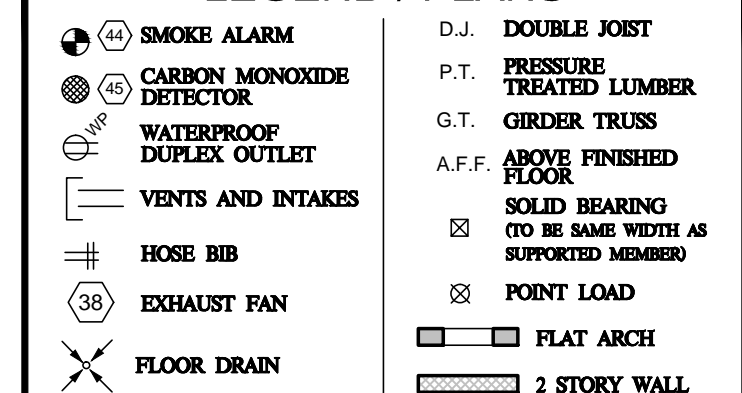 44 SMOKE ALARM
45 CARBON MONOXIDE
DETECTOR
WP WATERPROOF
DUPLEX OUTLET
VENTS AND INTAKES
HOSE BIB
38 EXHAUST FAN
FLOOR DRAIN
D.J. DOUBLE JOIST
P.T. PRESSURE
TREATED LUMBER
G.T. GIRDER TRUSS
A.F.F. ABOVE FINISHED
FLOOR
SOLID BEARING
(TO BE SAME WIDTH AS
SUPPORTED MEMBER)
POINT LOAD
FLAT ARCH
2 STORY WALL